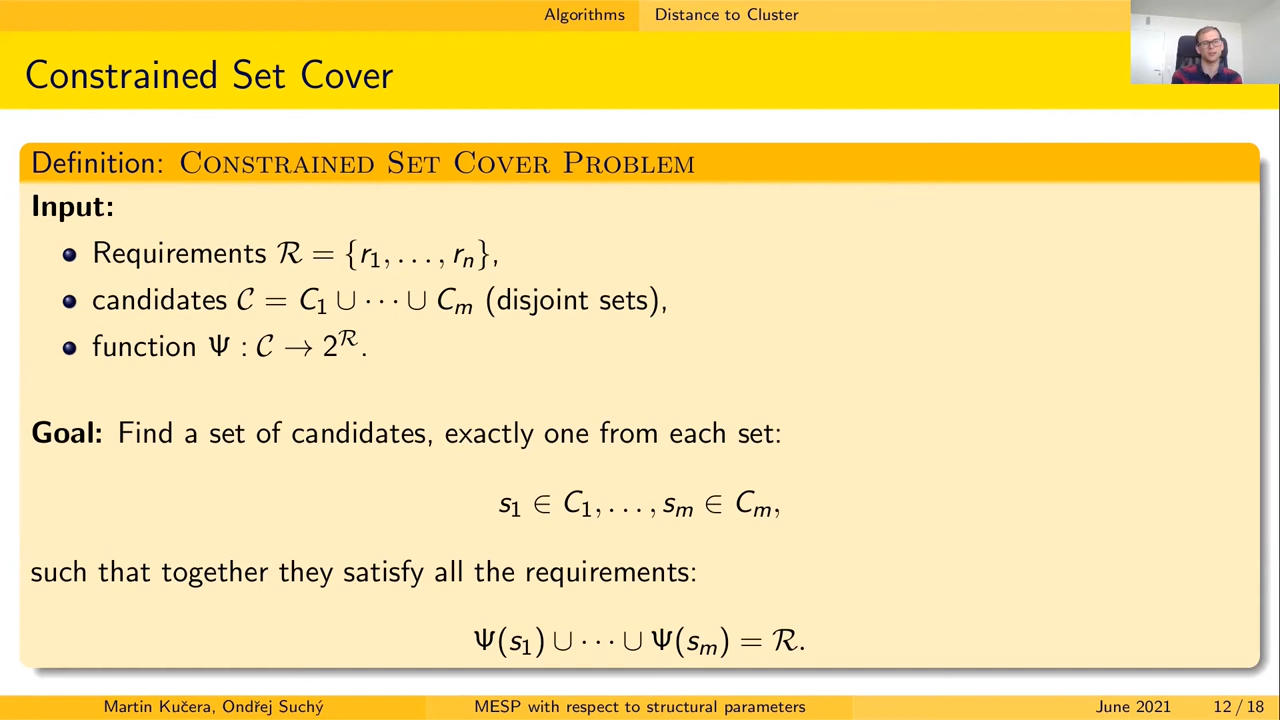 Algorithms Distance to Cluster
Constrained Set Cover
Definition: Constrained Set Cover Problem
Input:
Requirements ℛ = {r₁, . . . , rₙ},
candidates 𝒞 = C₁ ∪ · · · ∪ Cₘ (disjoint sets),
function Ψ : 𝒞 → 2^ℛ.
Goal: Find a set of candidates, exactly one from each set:
s₁ ∈ C₁, . . . , sₘ ∈ Cₘ,
such that together they satisfy all the requirements:
Ψ(s₁) ∪ · · · ∪ Ψ(sₘ) = ℛ.
Martin Kučera, Ondřej Suchý MESP with respect to structural parameters June 2021 12 / 18